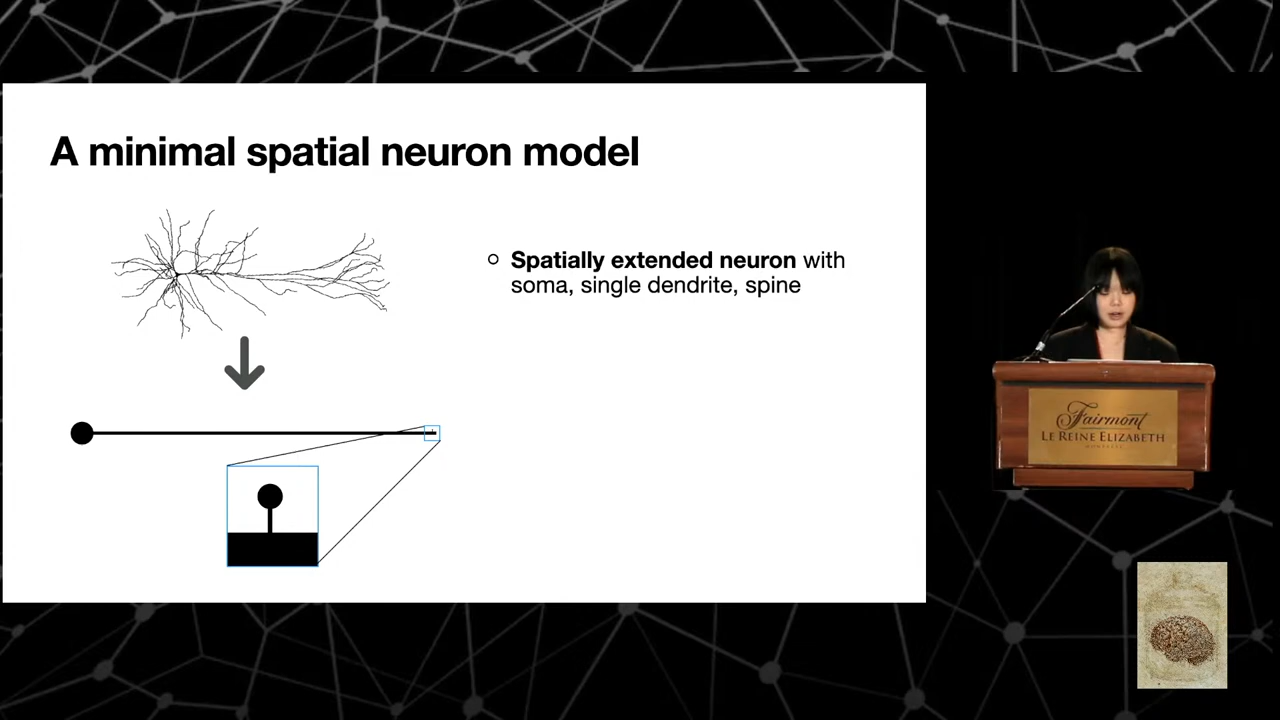 A minimal spatial neuron model
Spatially extended neuron with
soma, single dendrite, spine
Fairmont
LE REINE ELIZABETH